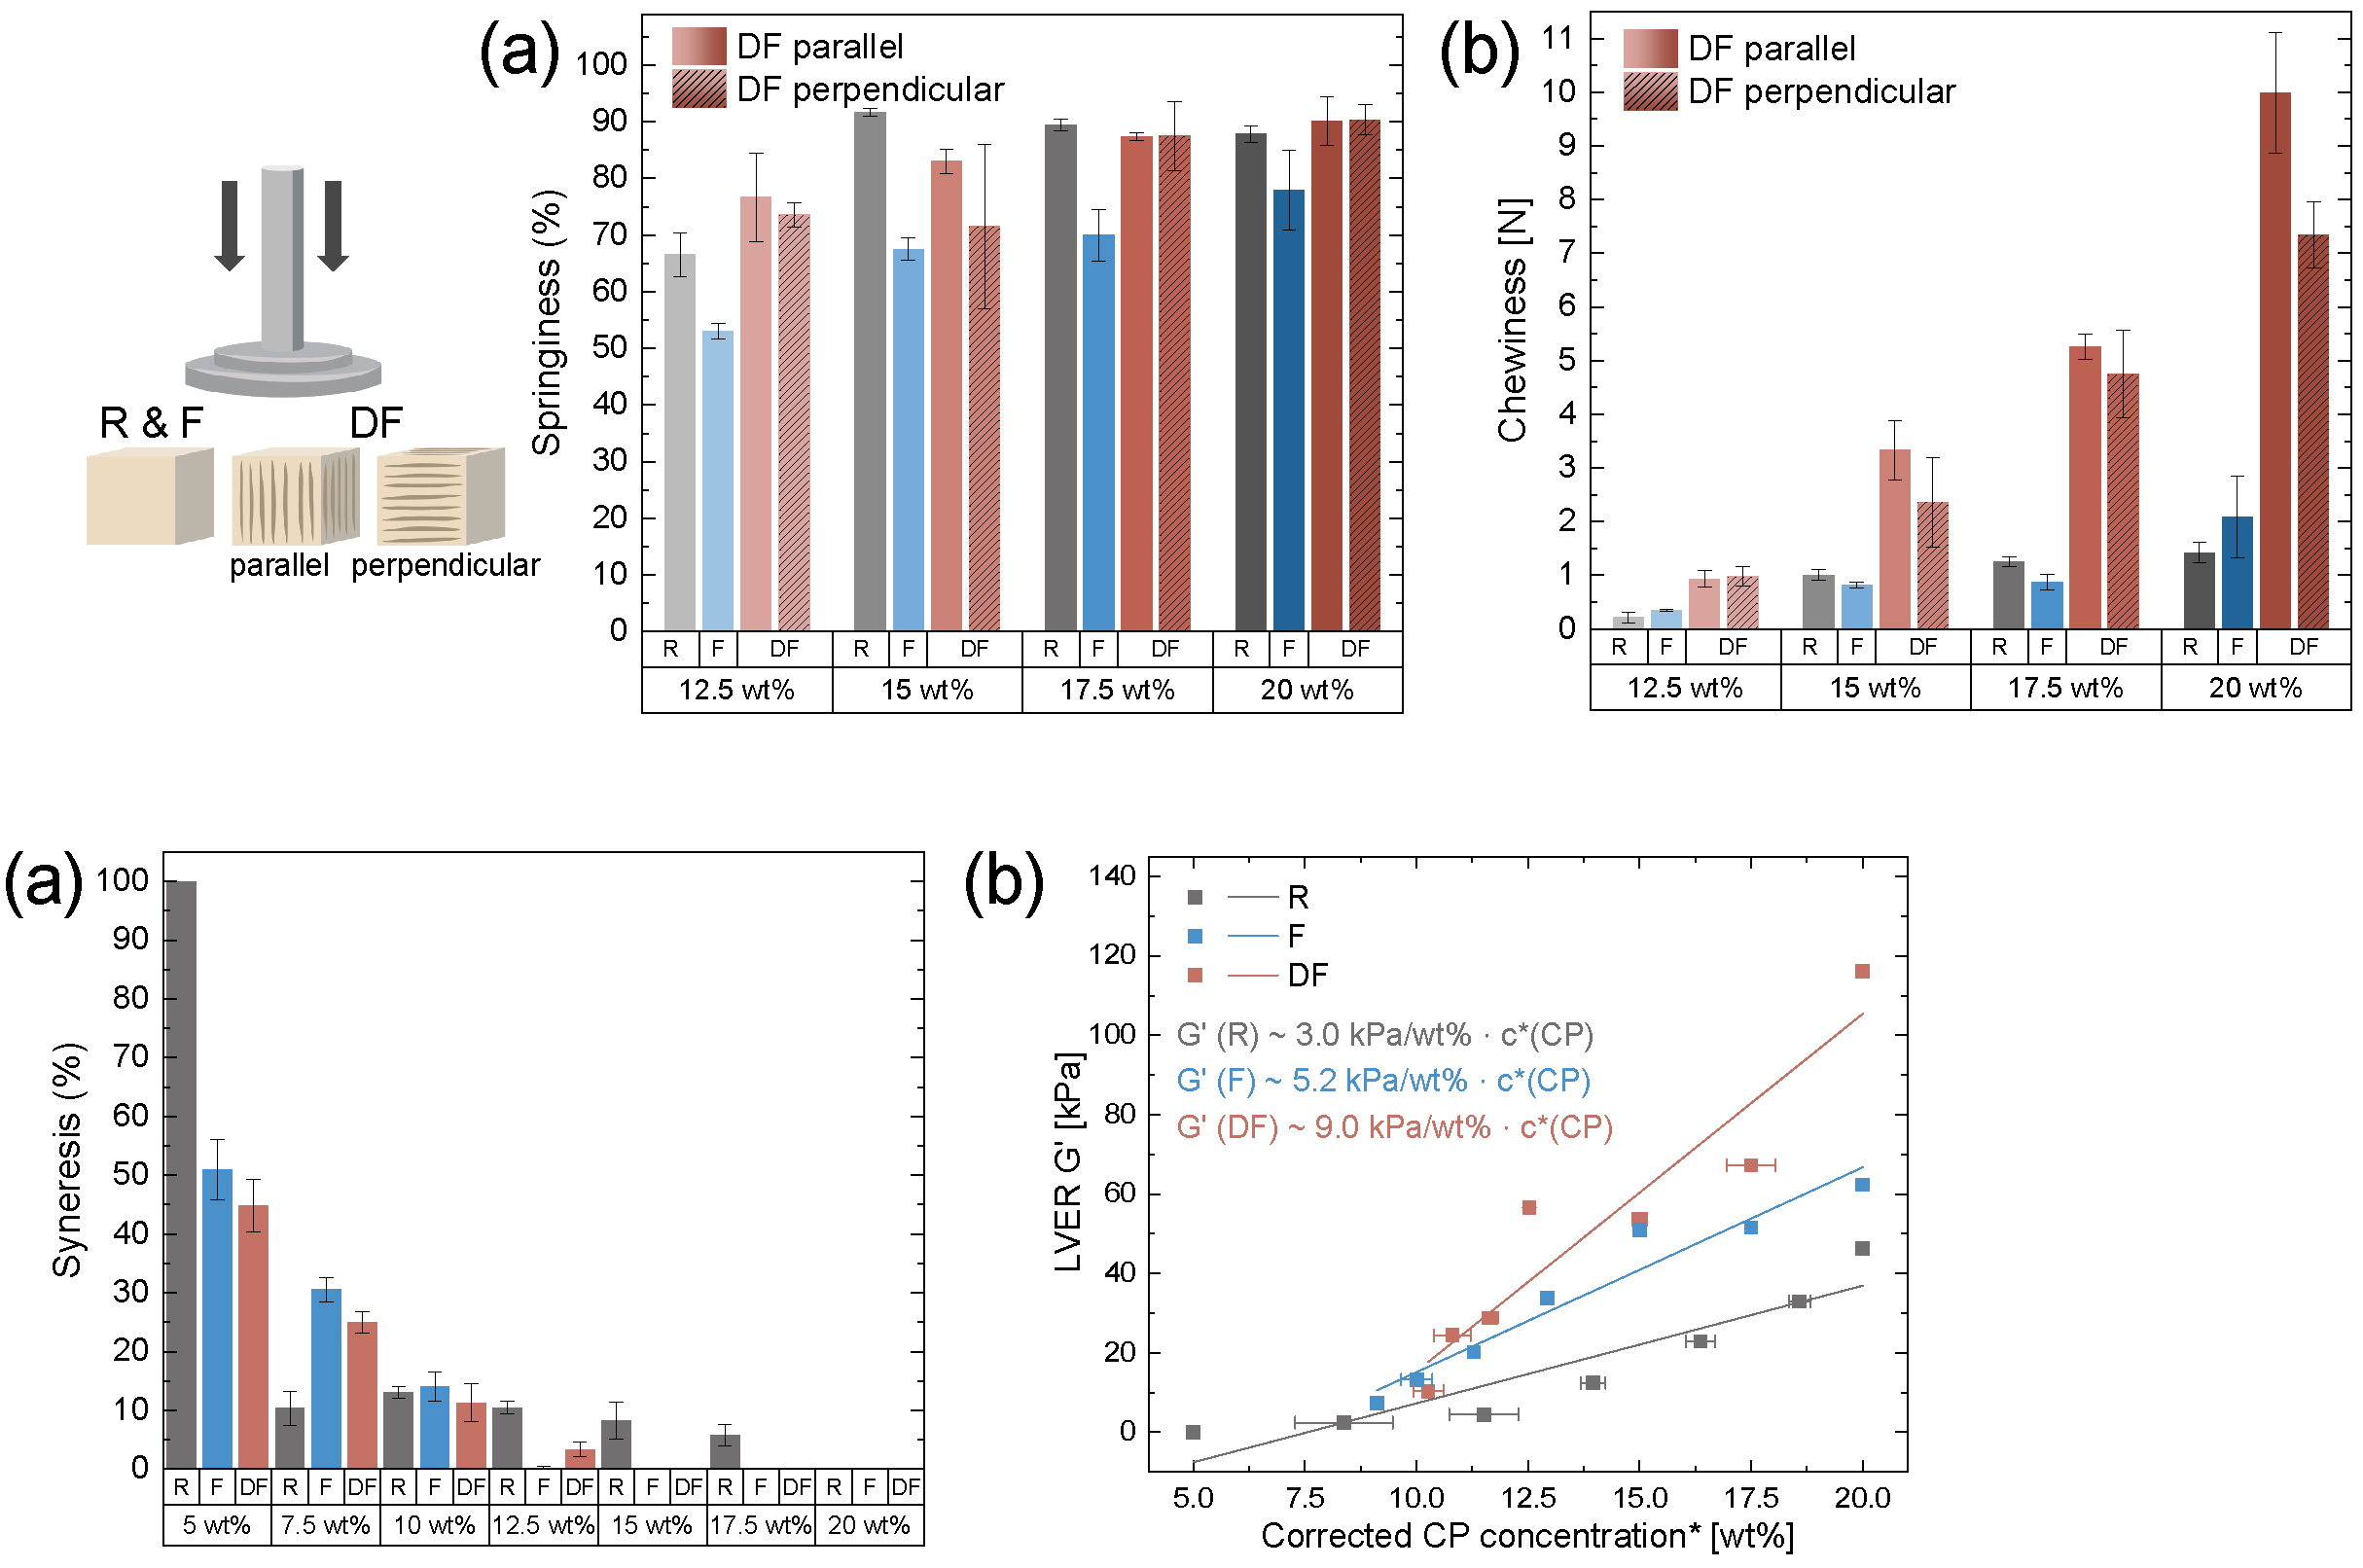 R & F
DF
parallel
perpendicular
(a)
DF parallel
DF perpendicular
Springiness (%)
100
90
80
70
60
50
40
30
20
10
0
R F DF R F DF R F DF R F DF
12.5 wt% 15 wt% 17.5 wt% 20 wt%
(b)
DF parallel
DF perpendicular
Chewiness [N]
11
10
9
8
7
6
5
4
3
2
1
0
R F DF R F DF R F DF R F DF
12.5 wt% 15 wt% 17.5 wt% 20 wt%
(a)
Syneresis (%)
100
90
80
70
60
50
40
30
20
10
0
R F DF R F DF R F DF R F DF R F DF R F DF R F DF
5 wt% 7.5 wt% 10 wt% 12.5 wt% 15 wt% 17.5 wt% 20 wt%
(b)
R
F
DF
G' (R) ~ 3.0 kPa/wt% · c*(CP)
G' (F) ~ 5.2 kPa/wt% · c*(CP)
G' (DF) ~ 9.0 kPa/wt% · c*(CP)
LVER G' [kPa]
140
120
100
80
60
40
20
0
5.0 7.5 10.0 12.5 15.0 17.5 20.0
Corrected CP concentration* [wt%]